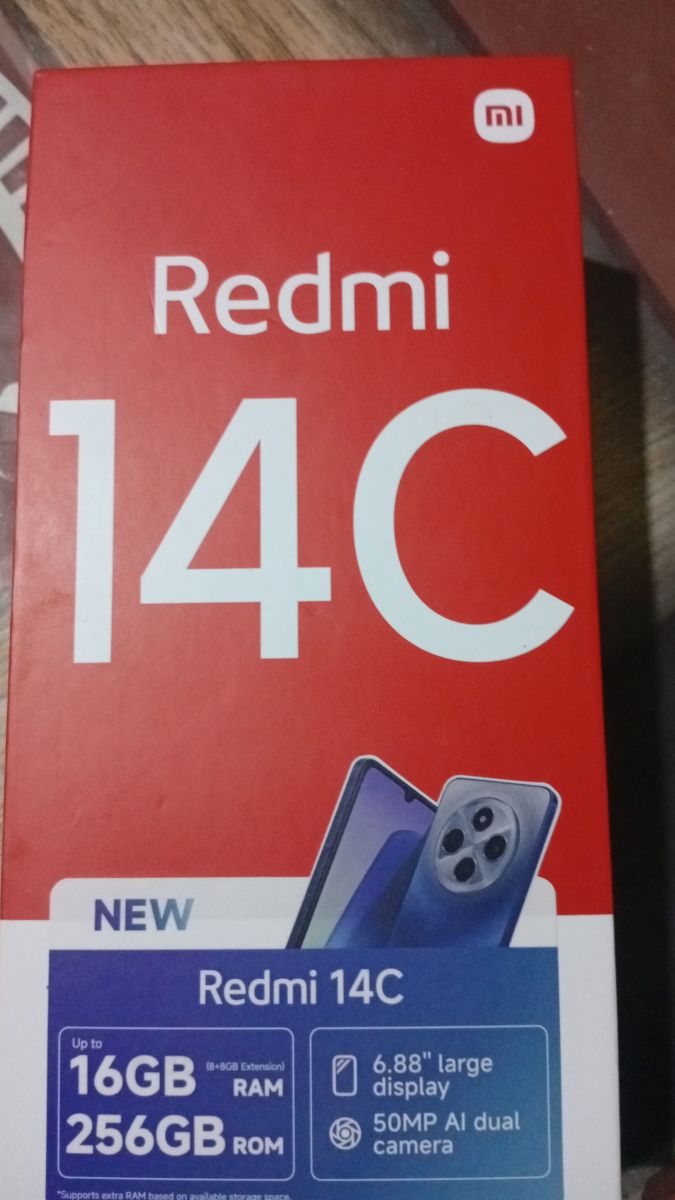 mi
Redmi
14C
NEW
Redmi 14C
Up to
16GB (8+8GB Extension) RAM
256GB ROM
6.88" large
display
50MP AI dual
camera
*Supports extra RAM based on available storage space.